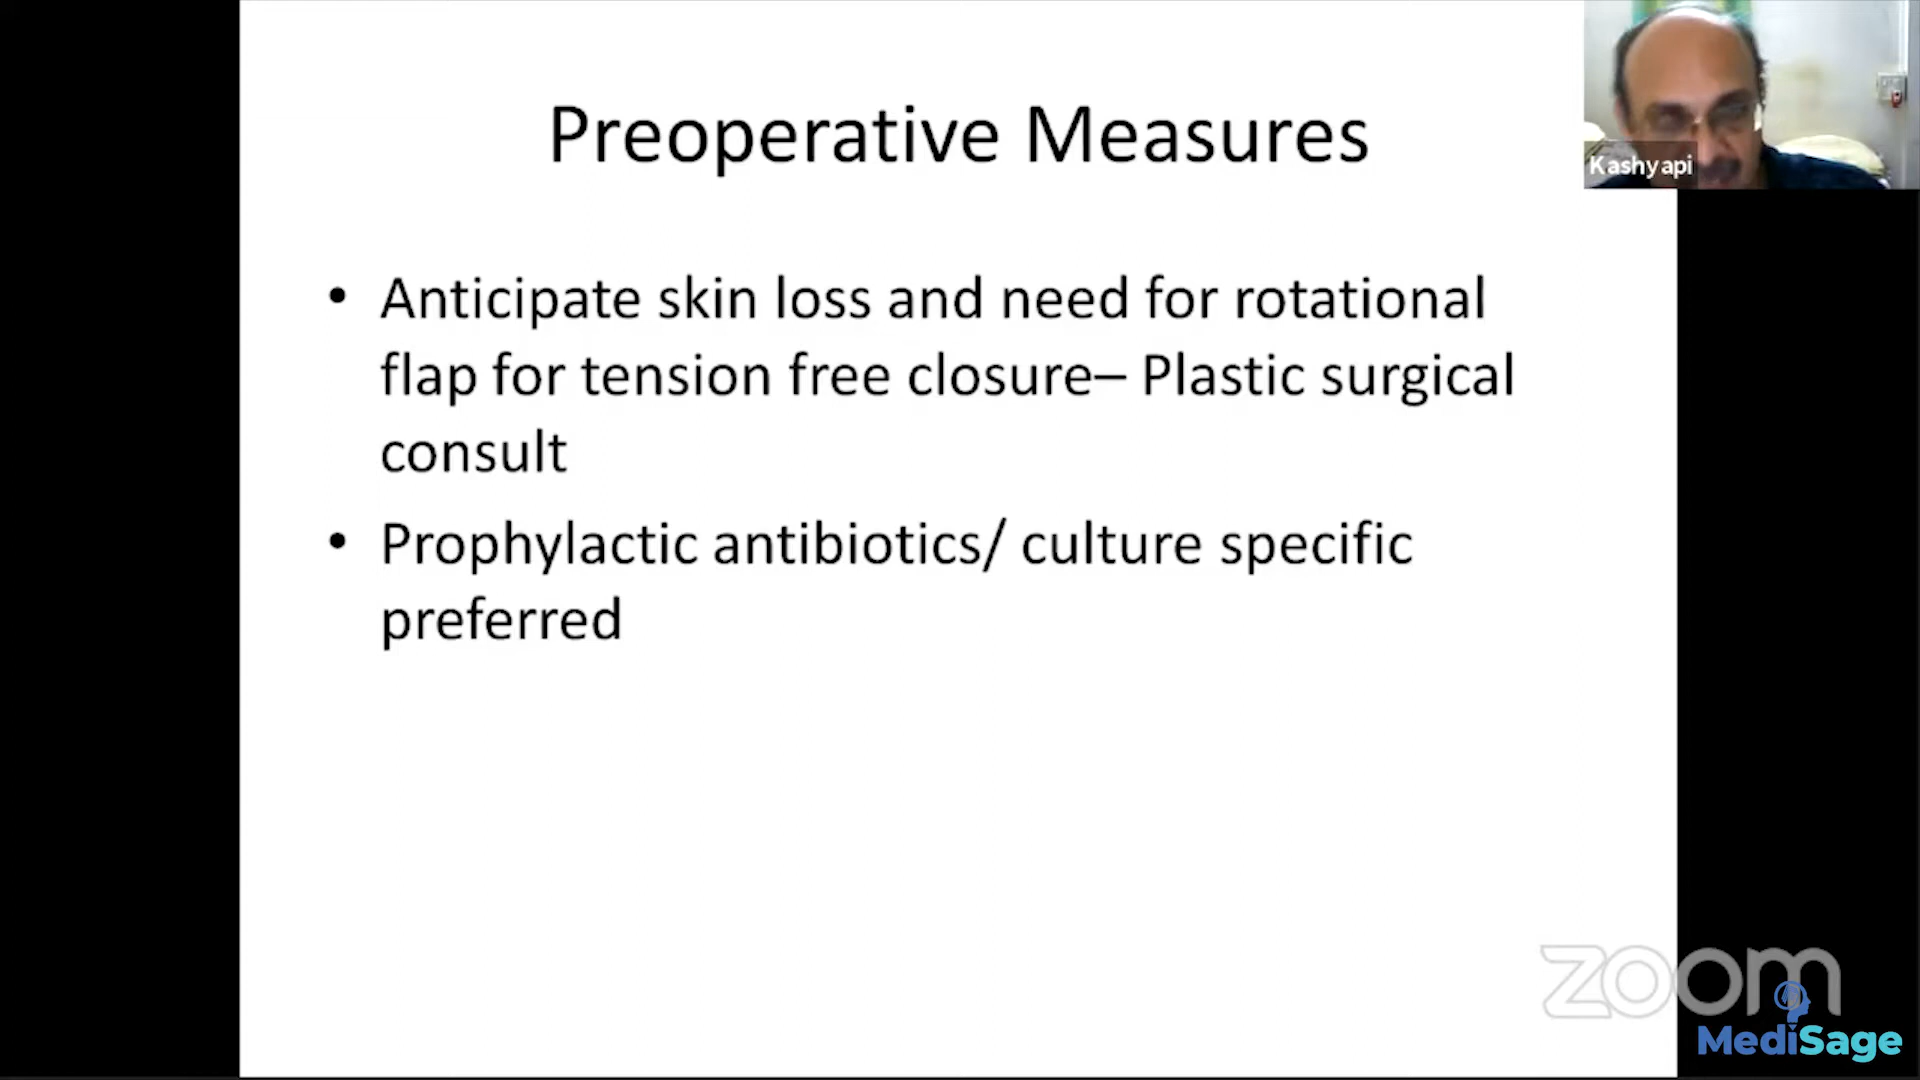 Preoperative Measures
Kashyapi
• Anticipate skin loss and need for rotational
flap for tension free closure– Plastic surgical
consult
• Prophylactic antibiotics/ culture specific
preferred
zoom
MediSage